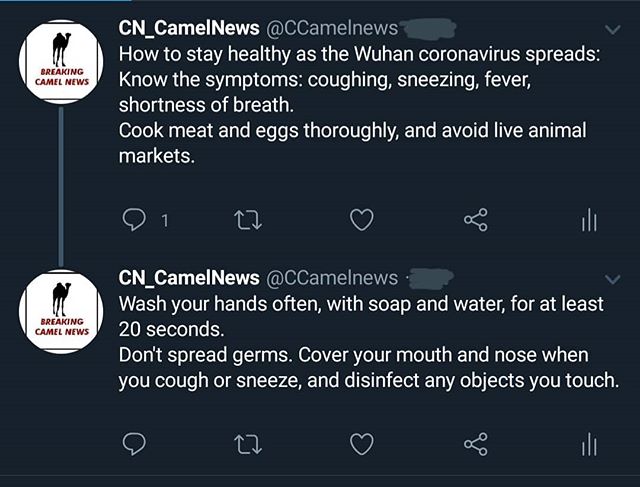 CN_CamelNews @CCamelnews
BREAKING
CAMEL NEWS
How to stay healthy as the Wuhan coronavirus spreads:
Know the symptoms: coughing, sneezing, fever,
shortness of breath.
Cook meat and eggs thoroughly, and avoid live animal
markets.
1
CN_CamelNews @CCamelnews ·
BREAKING
CAMEL NEWS
Wash your hands often, with soap and water, for at least
20 seconds.
Don't spread germs. Cover your mouth and nose when
you cough or sneeze, and disinfect any objects you touch.